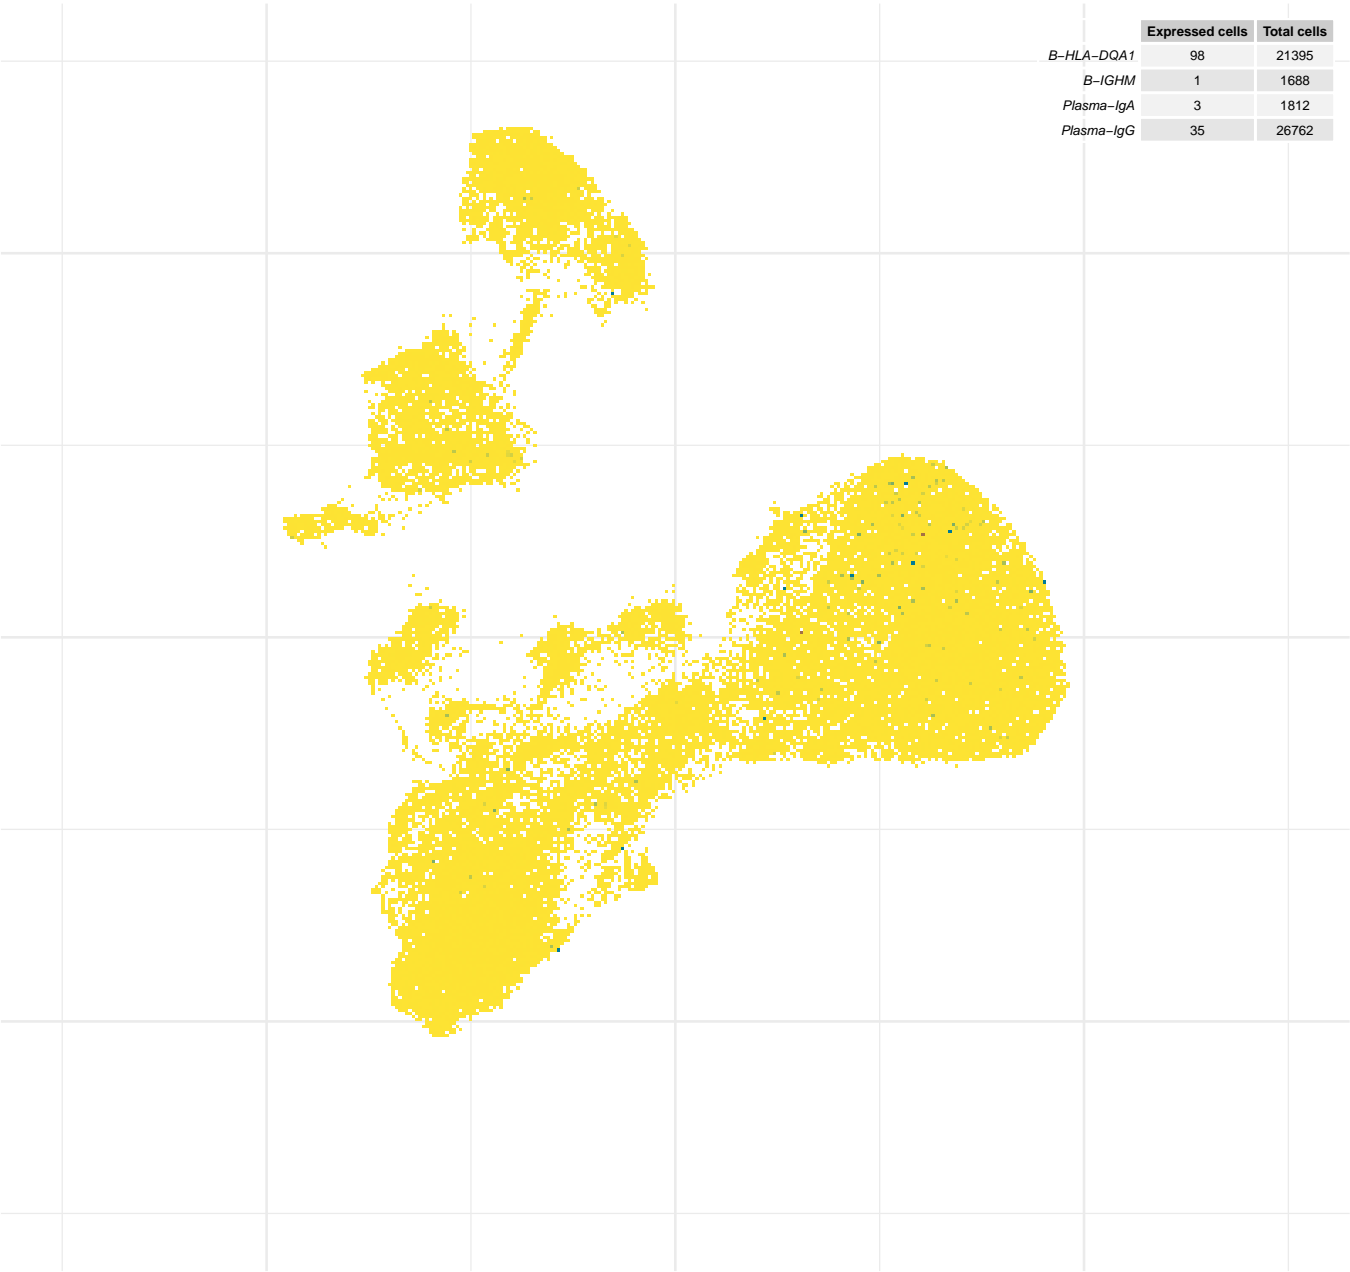 Expressed cells Total cells
B−HLA−DQA1 98 21395
B−IGHM 1 1688
Plasma−IgA 3 1812
Plasma−IgG 35 26762